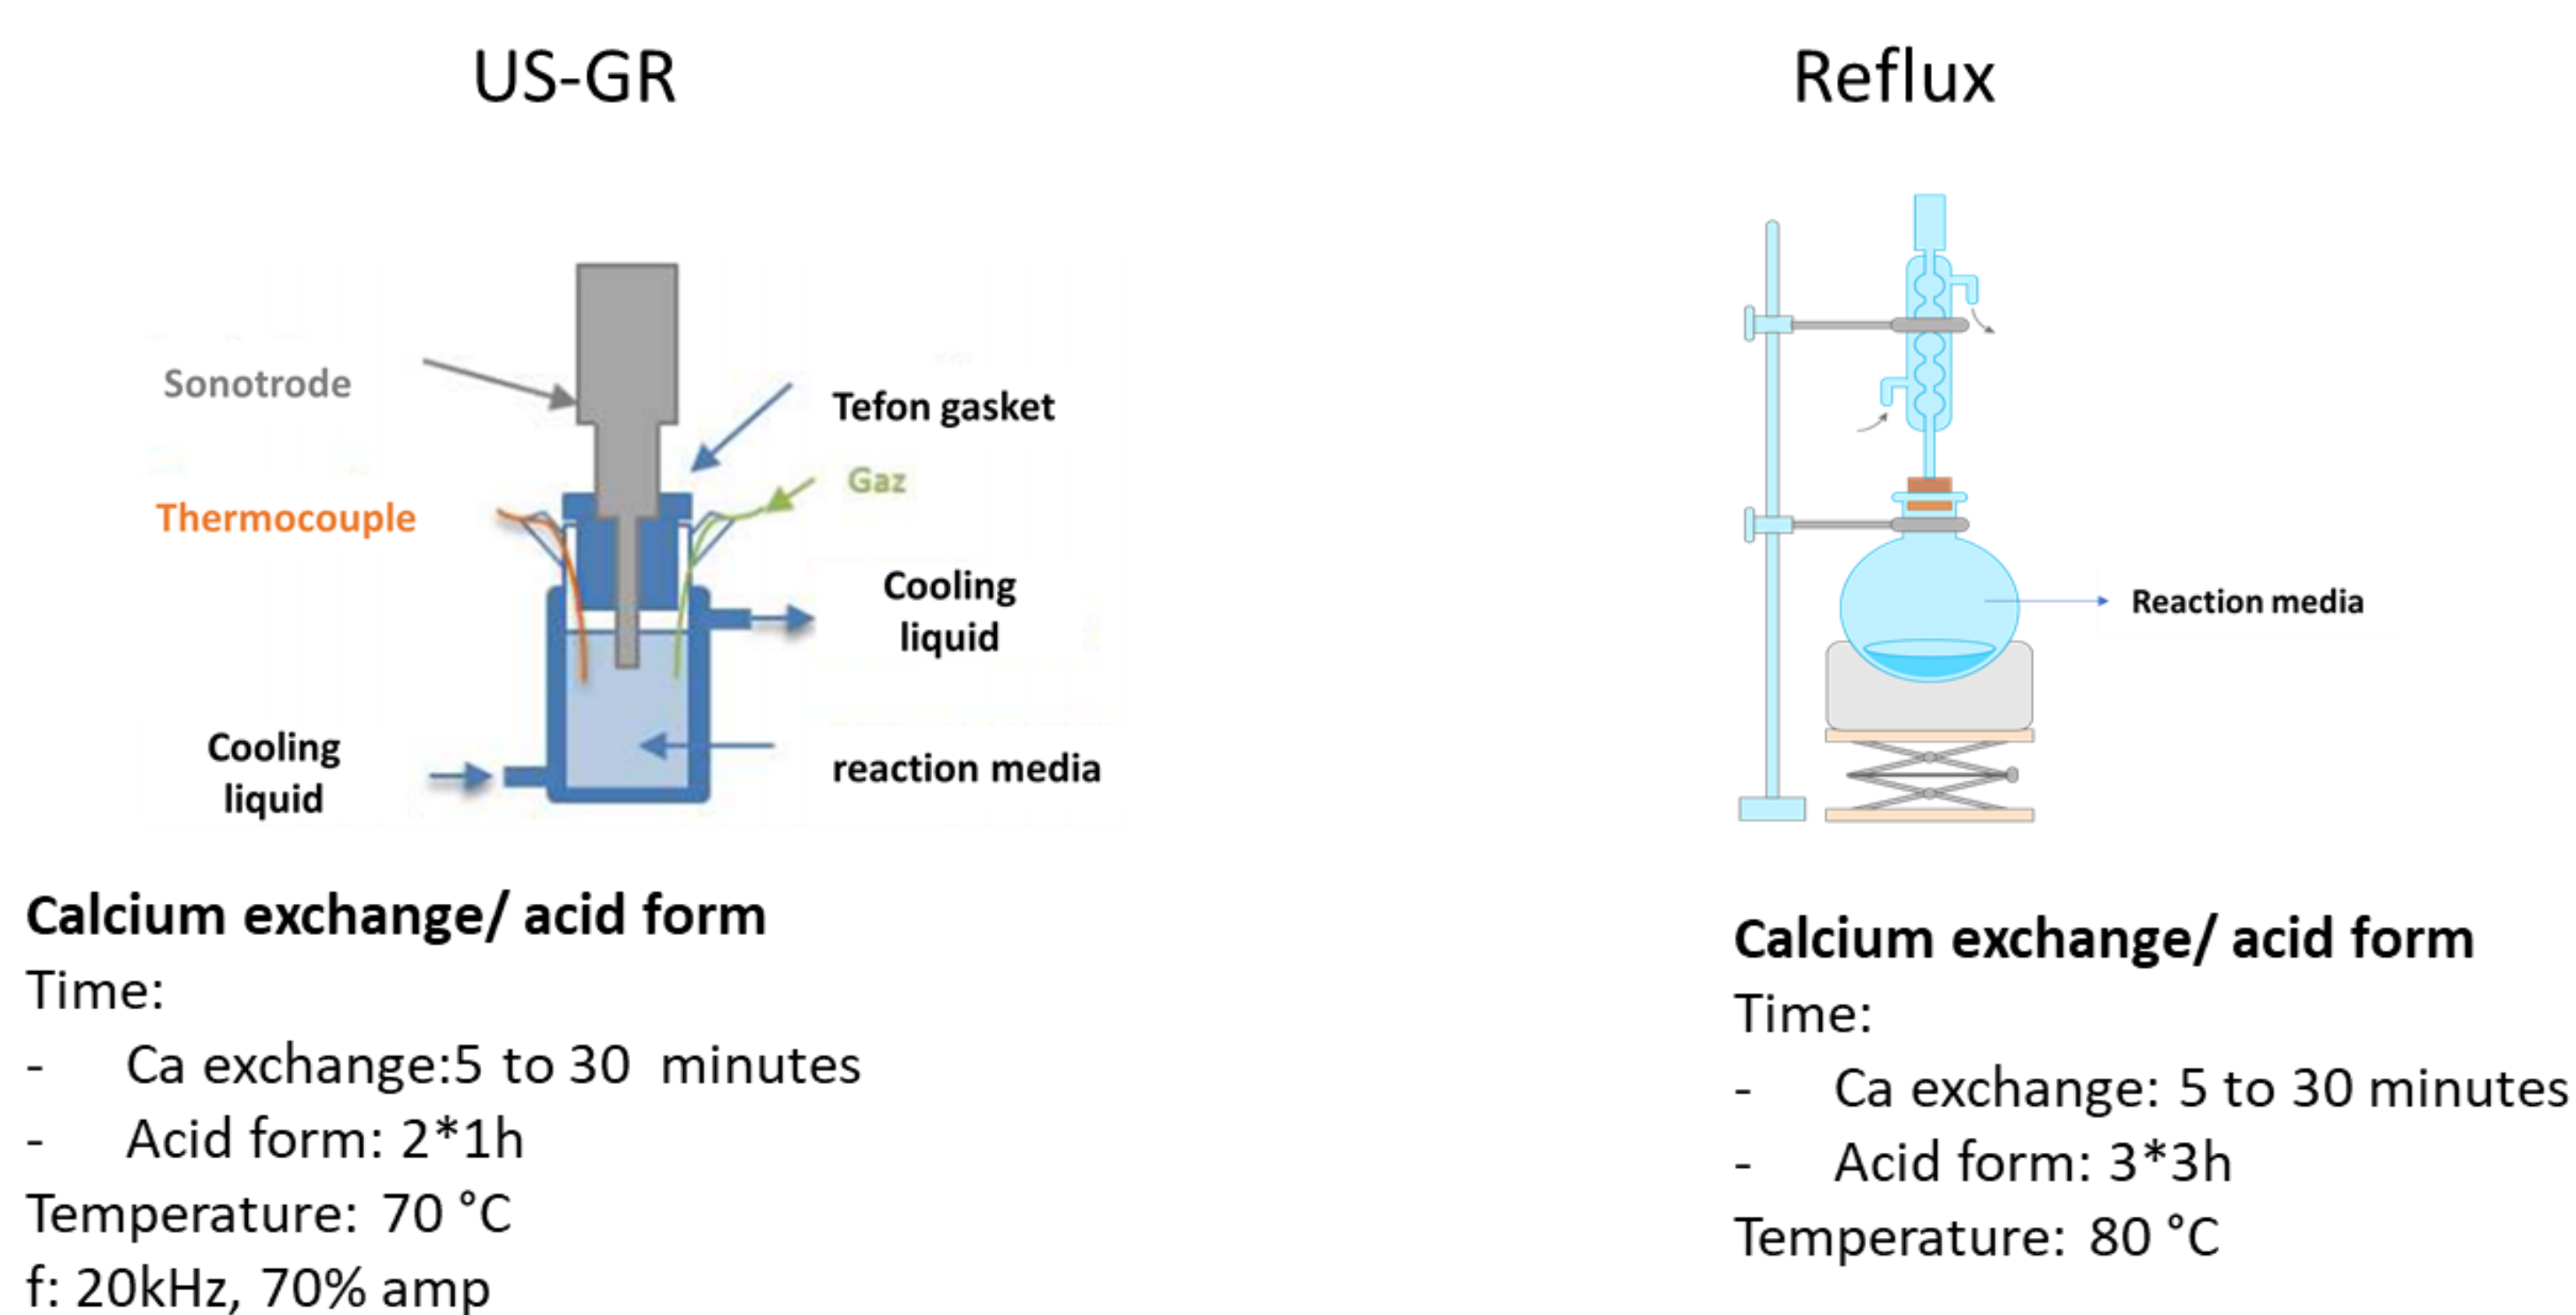 US-GR
Sonotrode
Tefon gasket
Gaz
Thermocouple
Cooling
liquid
Cooling
liquid
reaction media
Calcium exchange/ acid form
Time:
- Ca exchange:5 to 30 minutes
- Acid form: 2*1h
Temperature: 70 °C
f: 20kHz, 70% amp
Reflux
Reaction media
Calcium exchange/ acid form
Time:
- Ca exchange: 5 to 30 minutes
- Acid form: 3*3h
Temperature: 80 °C